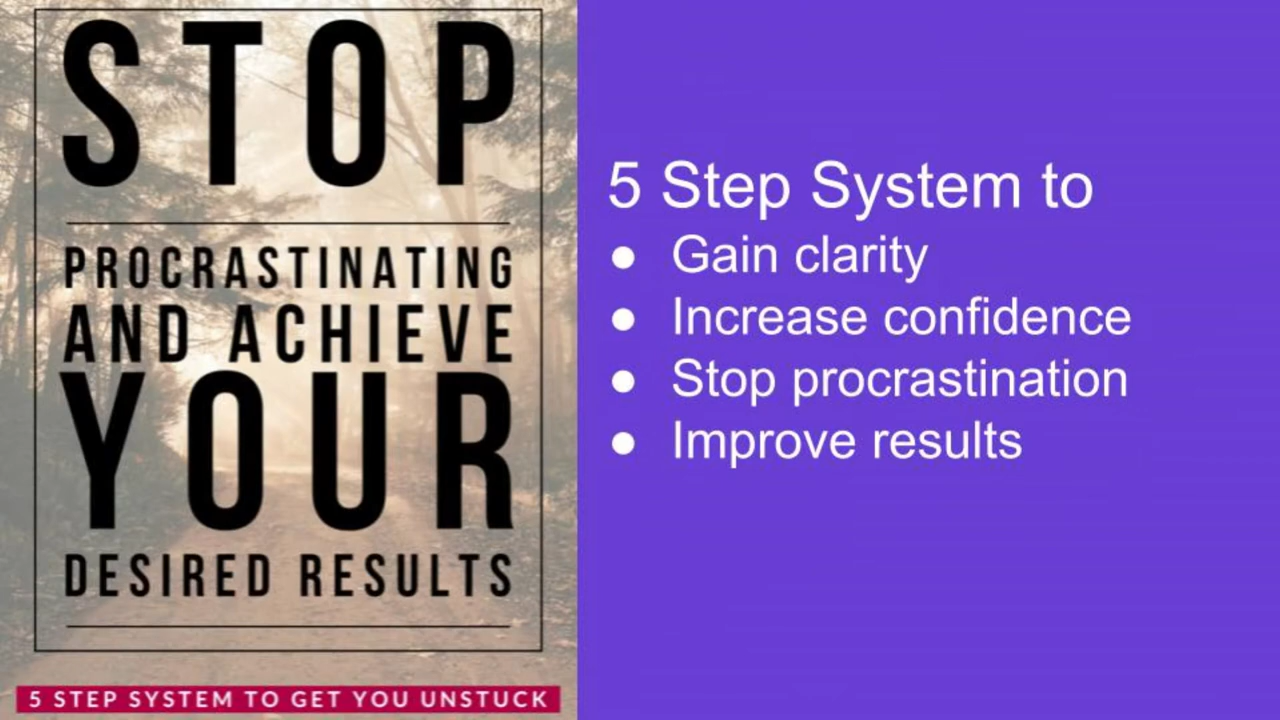 STOP
PROCRASTINATING
AND ACHIEVE
YOUR
DESIRED RESULTS
5 STEP SYSTEM TO GET YOU UNSTUCK
5 Step System to
● Gain clarity
● Increase confidence
● Stop procrastination
● Improve results